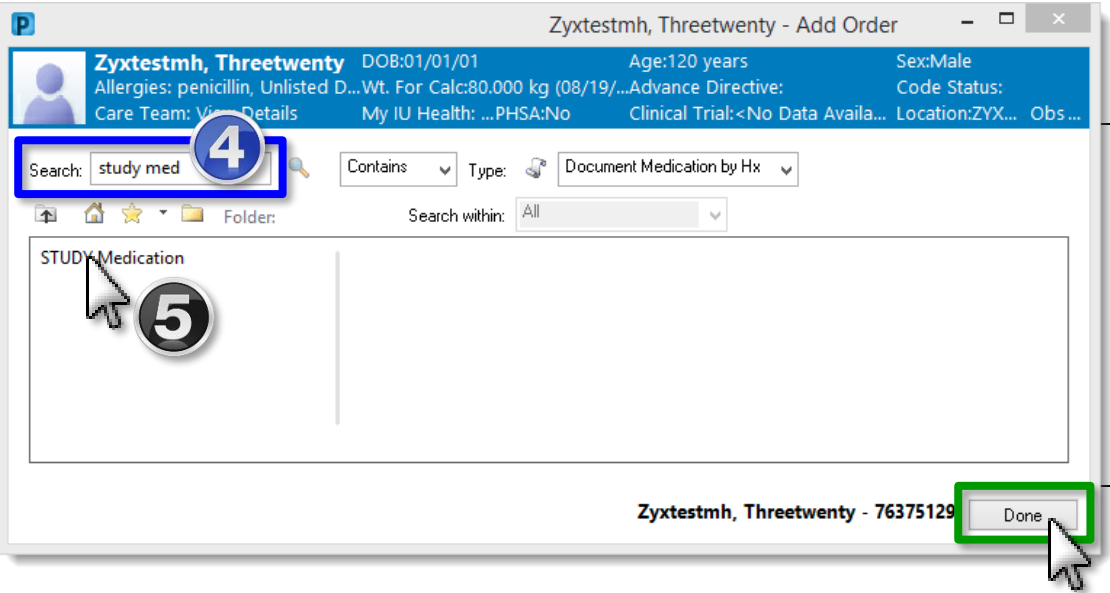 P Zyxtestmh, Threetwenty - Add Order
Zyxtestmh, Threetwenty DOB:01/01/01 Age:120 years Sex:Male
Allergies: penicillin, Unlisted D... Wt. For Calc:80.000 kg (08/19/... Advance Directive: Code Status:
Care Team: View Details My IU Health: ...PHSA:No Clinical Trial:<No Data Availa... Location:ZYX... Obs...
4
Search: study med Contains Type: Document Medication by Hx
Folder: Search within: All
STUDY Medication
5
Zyxtestmh, Threetwenty - 76375129
Done